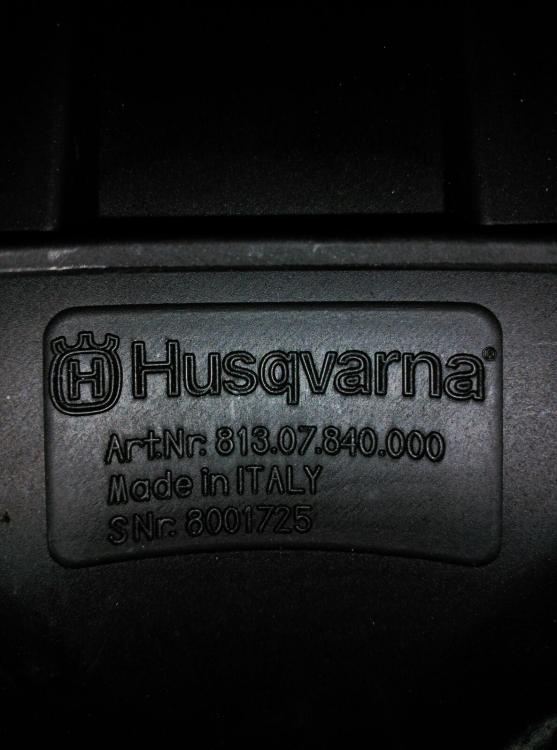 H Husqvarna®
Art.Nr. 813.07.840.000
Made in ITALY
S Nr. 8001725